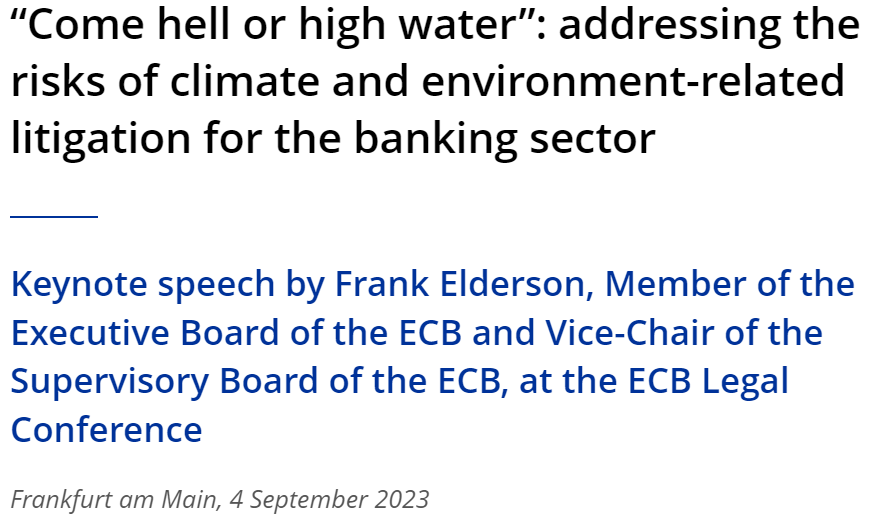 “Come hell or high water”: addressing the
risks of climate and environment-related
litigation for the banking sector
Keynote speech by Frank Elderson, Member of the
Executive Board of the ECB and Vice-Chair of the
Supervisory Board of the ECB, at the ECB Legal
Conference
Frankfurt am Main, 4 September 2023